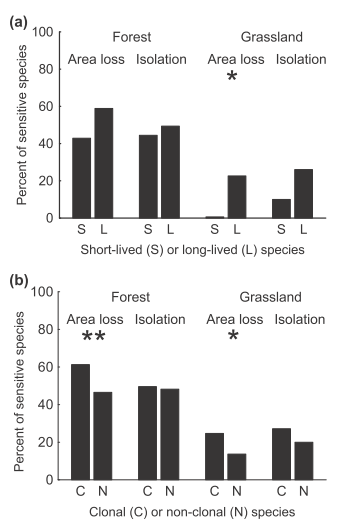 (a)
Percent of sensitive species
100
80
60
40
20
0
Forest Grassland
Area loss Isolation Area loss Isolation
*
S L S L S L S L
Short-lived (S) or long-lived (L) species
(b)
Percent of sensitive species
100
80
60
40
20
0
Forest Grassland
Area loss Isolation Area loss Isolation
** *
C N C N C N C N
Clonal (C) or non-clonal (N) species